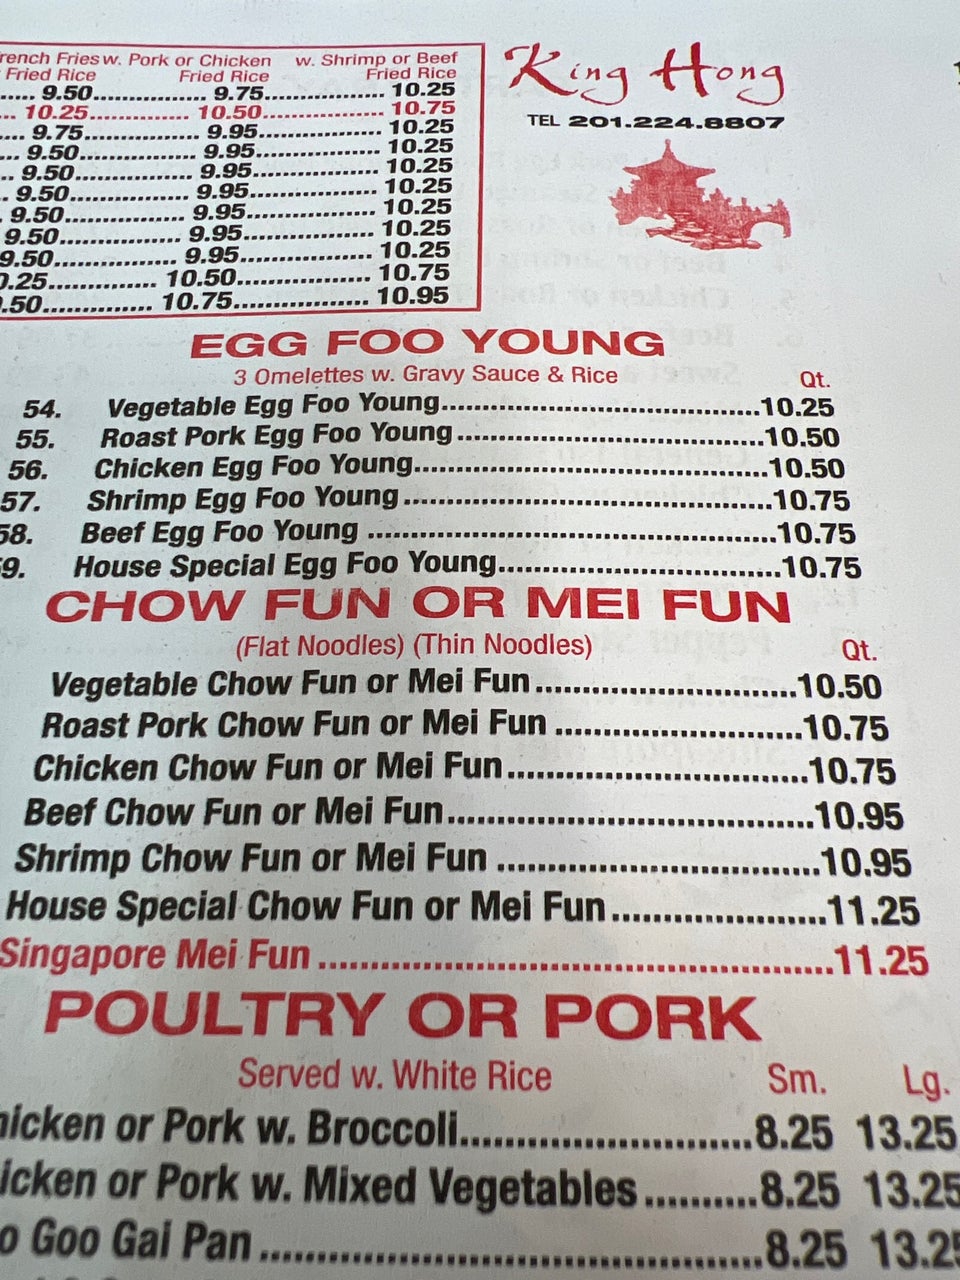 French Fries w. Pork or Chicken w. Shrimp or Beef
Fried Rice Fried Rice Fried Rice
9.50 9.75 10.25
10.25 10.50 10.75
9.75 9.95 10.25
9.50 9.95 10.25
9.50 9.95 10.25
9.50 9.95 10.25
9.50 9.95 10.25
9.50 9.95 10.25
9.50 9.95 10.25
0.25 10.50 10.75
.50 10.75 10.95
King Hong
TEL 201.224.8807
EGG FOO YOUNG
3 Omelettes w. Gravy Sauce & Rice Qt.
54. Vegetable Egg Foo Young 10.25
55. Roast Pork Egg Foo Young 10.50
56. Chicken Egg Foo Young 10.50
57. Shrimp Egg Foo Young 10.75
58. Beef Egg Foo Young 10.75
59. House Special Egg Foo Young 10.75
CHOW FUN OR MEI FUN
(Flat Noodles) (Thin Noodles) Qt.
Vegetable Chow Fun or Mei Fun 10.50
Roast Pork Chow Fun or Mei Fun 10.75
Chicken Chow Fun or Mei Fun 10.75
Beef Chow Fun or Mei Fun 10.95
Shrimp Chow Fun or Mei Fun 10.95
House Special Chow Fun or Mei Fun 11.25
Singapore Mei Fun 11.25
POULTRY OR PORK
Served w. White Rice Sm. Lg.
hicken or Pork w. Broccoli 8.25 13.25
icken or Pork w. Mixed Vegetables 8.25 13.25
o Goo Gai Pan 8.25 13.25